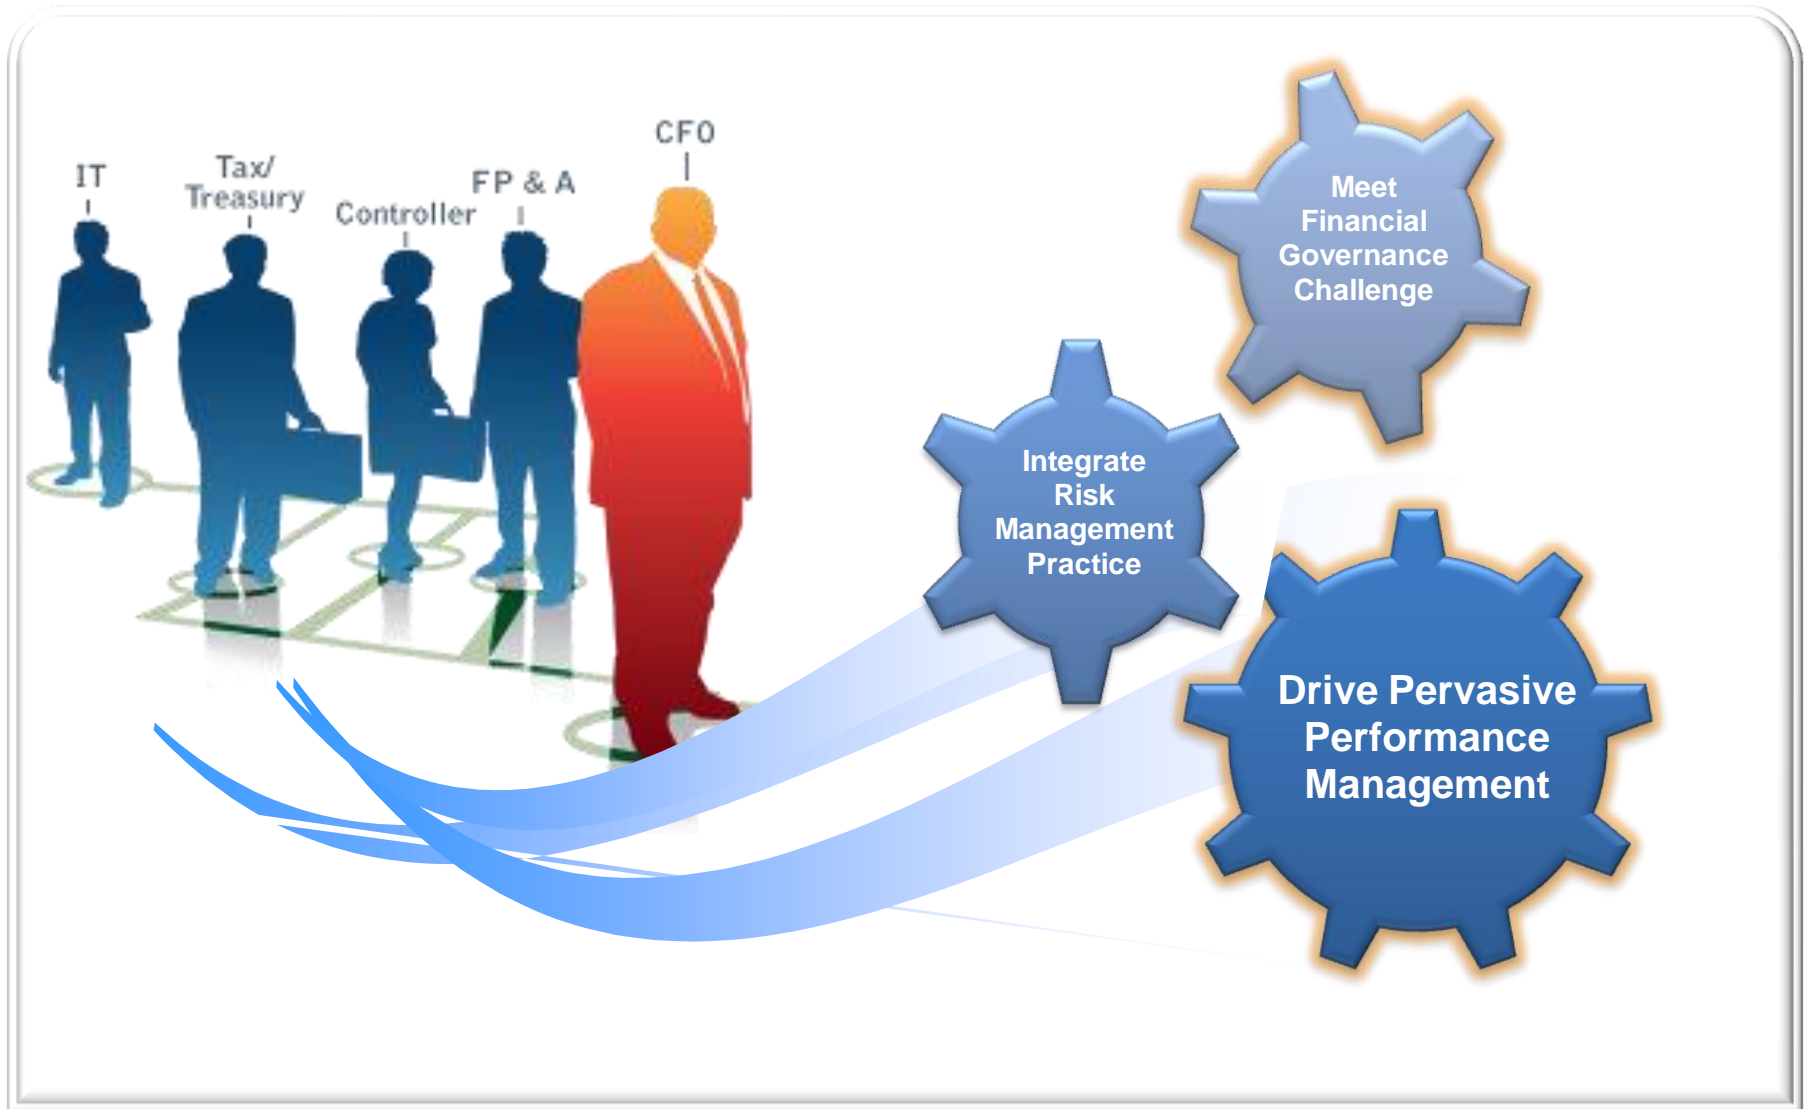 IT
Tax/
Treasury
Controller
FP & A
CFO
Meet
Financial
Governance
Challenge
Integrate
Risk
Management
Practice
Drive Pervasive
Performance
Management